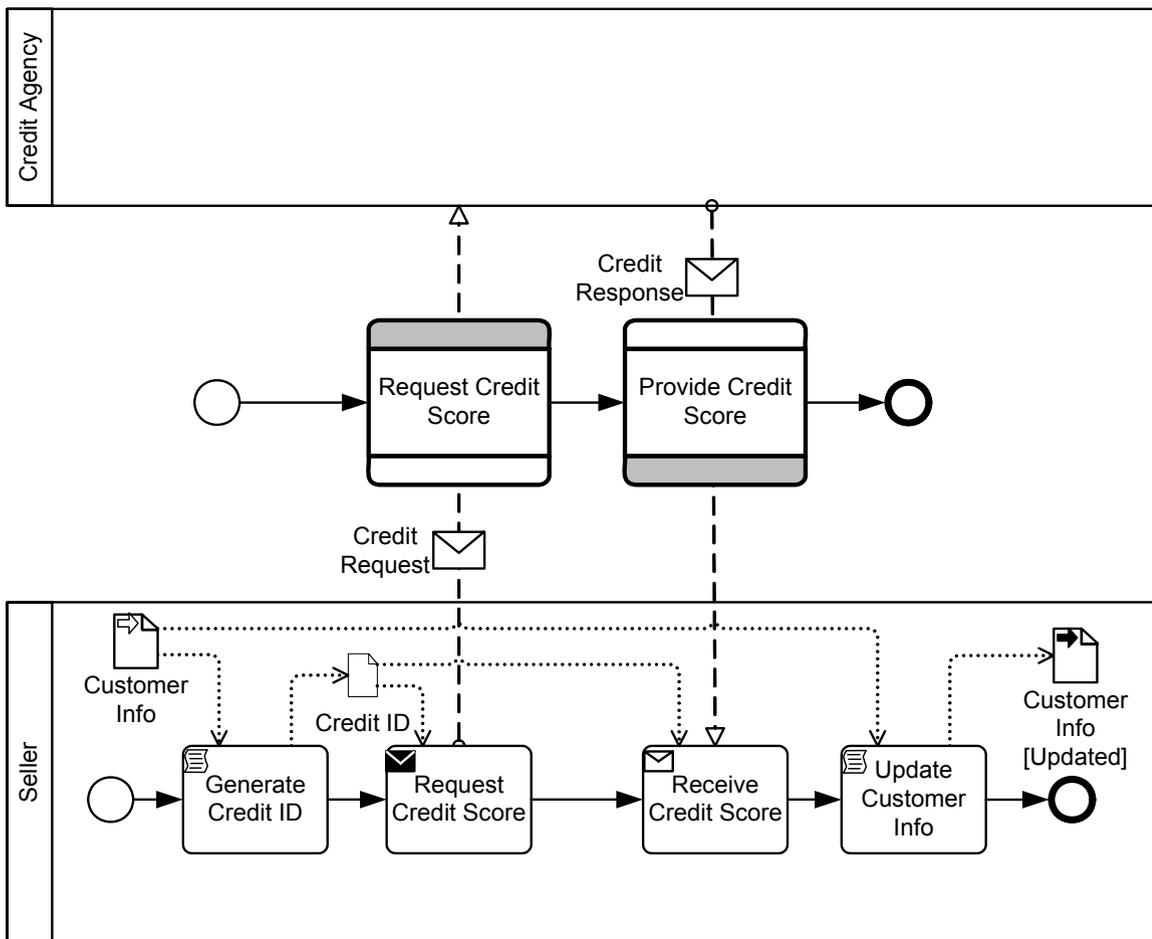 Credit Agency
Credit
Response
Request Credit
Score
Provide Credit
Score
Credit
Request
Seller
Customer
Info
Credit ID
Customer
Info
[Updated]
Generate
Credit ID
Request
Credit Score
Receive
Credit Score
Update
Customer
Info